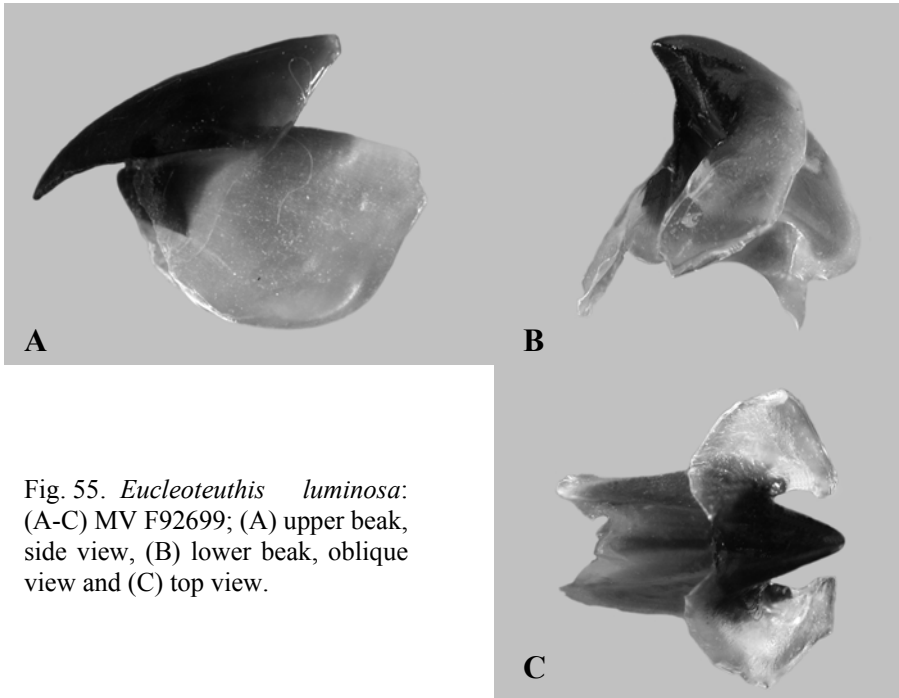 A
B
Fig. 55. Eucleoteuthis luminosa:
(A-C) MV F92699; (A) upper beak,
side view, (B) lower beak, oblique
view and (C) top view.
C